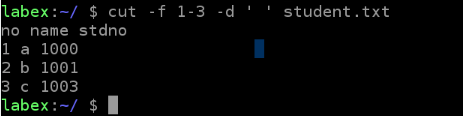 labex:~/ $ cut -f 1-3 -d ' ' student.txt
no name stdno
1 a 1000
2 b 1001
3 c 1003
labex:~/ $